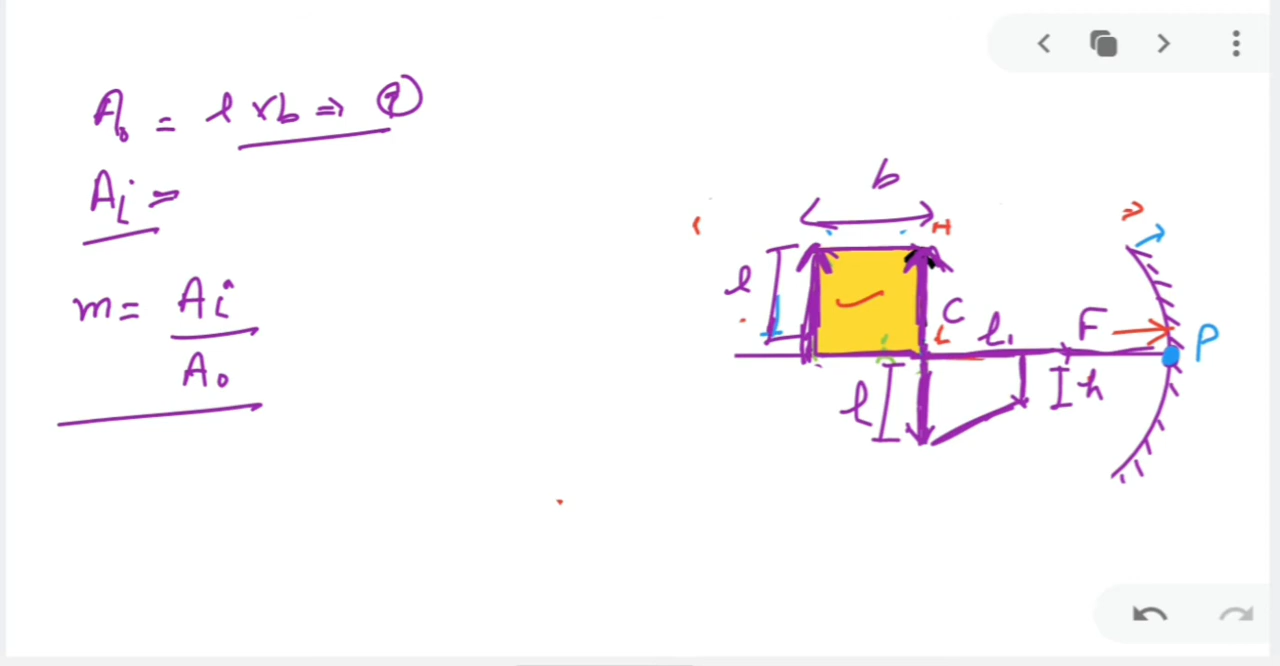 A₀ = l × b ⇒ ①
Aᵢ =
m = Aᵢ
A₀
b
l
H
C
L
l₁
F
P
l
h